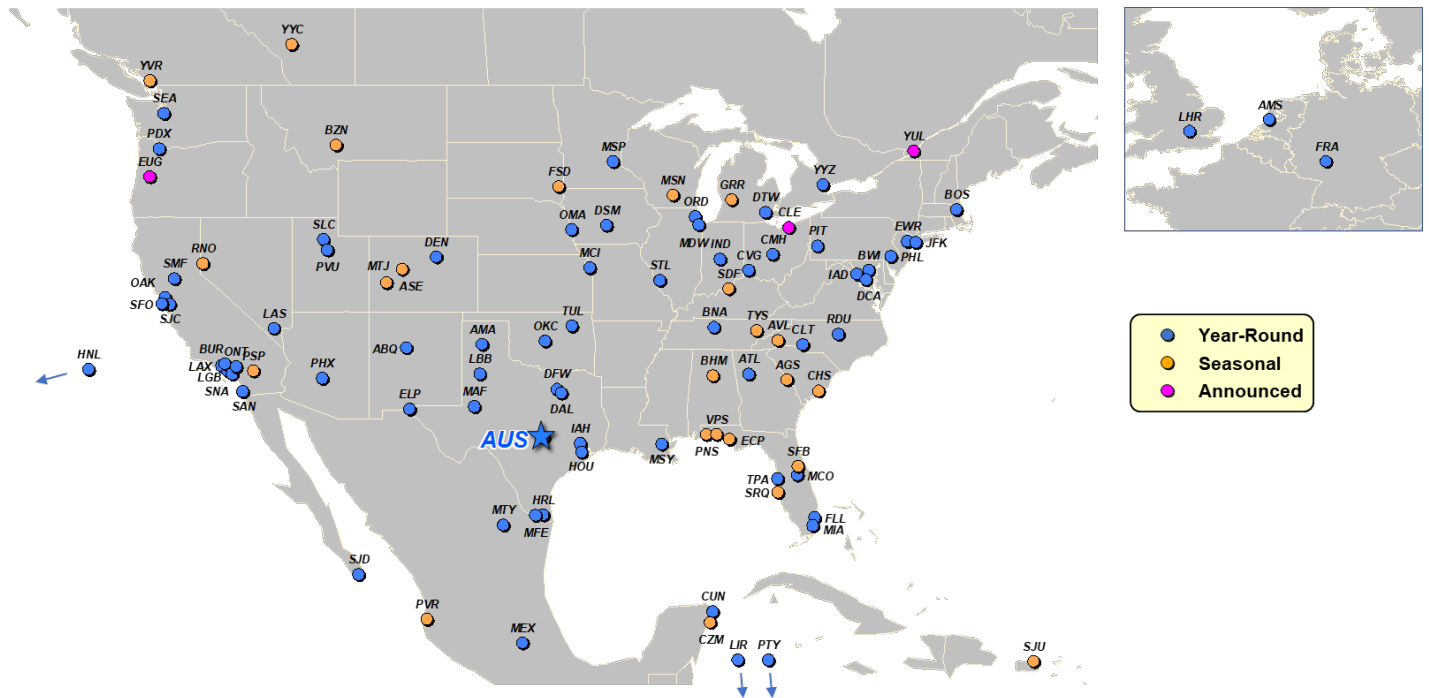 YYC
YVR
SEA
PDX
EUG
BZN
FSD
MSP
MSN
GRR
DTW
YYZ
YUL
BOS
ORD
MDW
CLE
OMA
DSM
SLC
PVU
DEN
MTJ
ASE
RNO
SMF
OAK
SFO
SJC
LAS
MCI
STL
IND
CVG
CMH
PIT
SDF
EWR
JFK
PHL
BWI
IAD
DCA
HNL
BUR
ONT
PSP
LAX
LGB
SNA
SAN
PHX
ABQ
ELP
AMA
LBB
MAF
OKC
TUL
DFW
DAL
BNA
TYS
AVL
CLT
RDU
BHM
ATL
AGS
CHS
AUS
IAH
HOU
MSY
VPS
PNS
ECP
SFB
MCO
TPA
SRQ
FLL
MIA
HRL
MFE
MTY
SJD
PVR
MEX
CUN
CZM
LIR
PTY
SJU
LHR
AMS
FRA
Year-Round
Seasonal
Announced